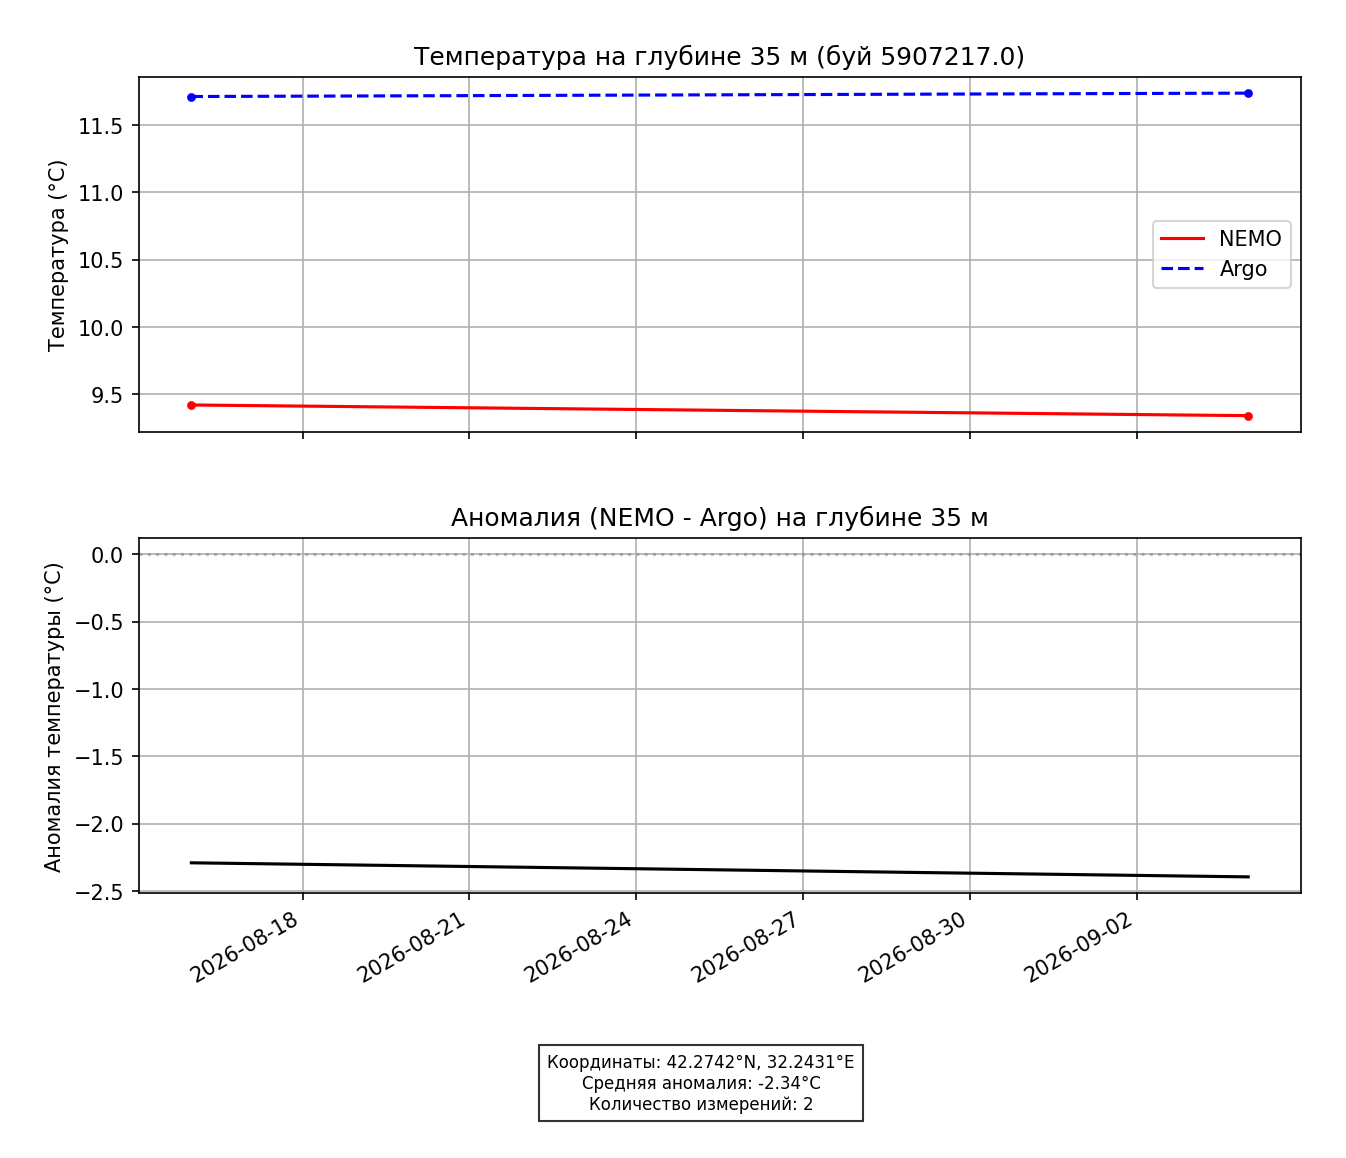 Температура на глубине 35 м (буй 5907217.0)
Температура (°C)
11.5
11.0
10.5
10.0
9.5
NEMO
Argo
Аномалия (NEMO - Argo) на глубине 35 м
Аномалия температуры (°C)
0.0
−0.5
−1.0
−1.5
−2.0
−2.5
2026-08-18
2026-08-21
2026-08-24
2026-08-27
2026-08-30
2026-09-02
Координаты: 42.2742°N, 32.2431°E
Средняя аномалия: -2.34°C
Количество измерений: 2